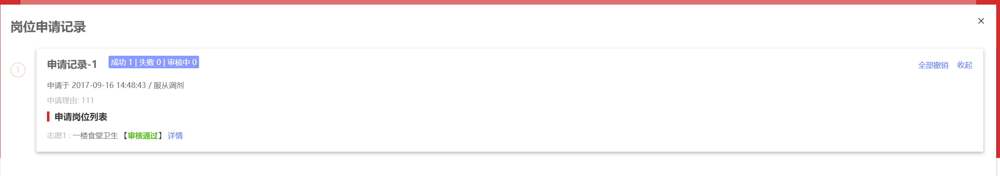 岗位申请记录
1
申请记录-1 成功 1 | 失败 0 | 审核中 0 全部撤销 收起
申请于 2017-09-16 14:48:43 / 服从调剂
申请理由: 111
申请岗位列表
志愿1 : 一楼食堂卫生 【审核通过】 详情